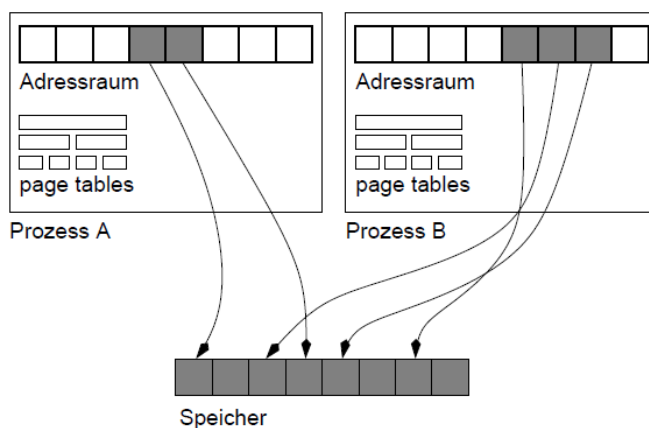 Adressraum
page tables
Prozess A
Adressraum
page tables
Prozess B
Speicher